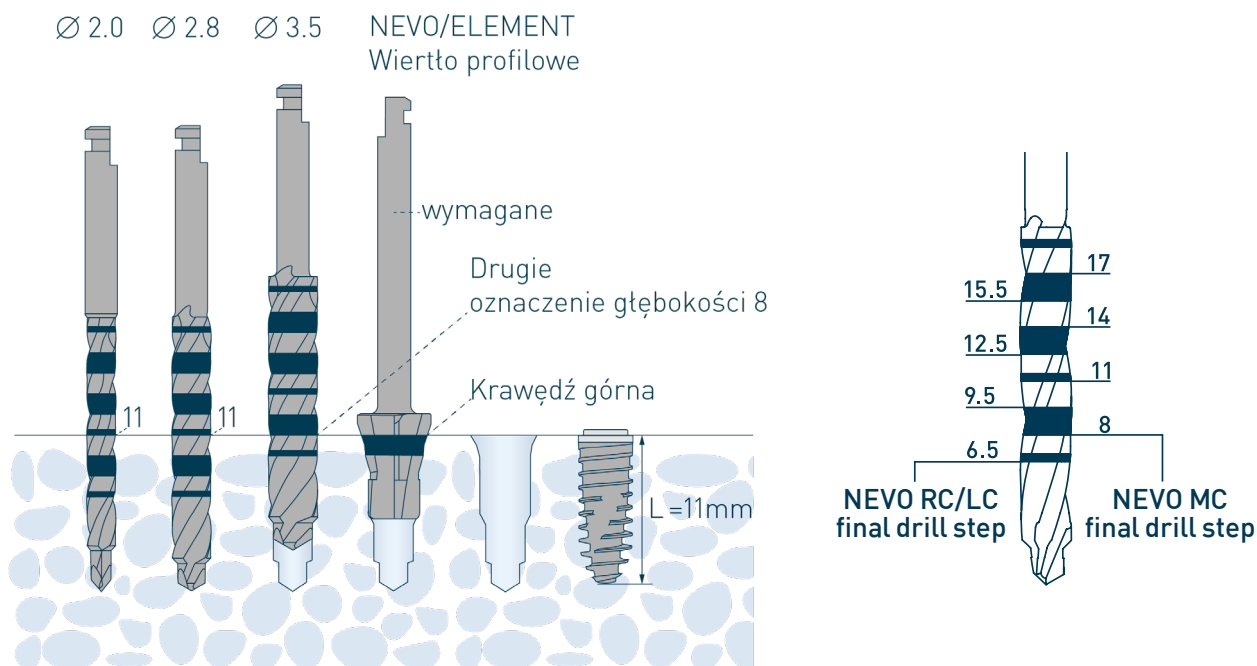 Ø 2.0
Ø 2.8
Ø 3.5
NEVO/ELEMENT
Wiertło profilowe
wymagane
Drugie
oznaczenie głębokości 8
Krawędź górna
11
11
L=11mm
17
15.5
14
12.5
11
9.5
8
6.5
NEVO RC/LC
final drill step
NEVO MC
final drill step